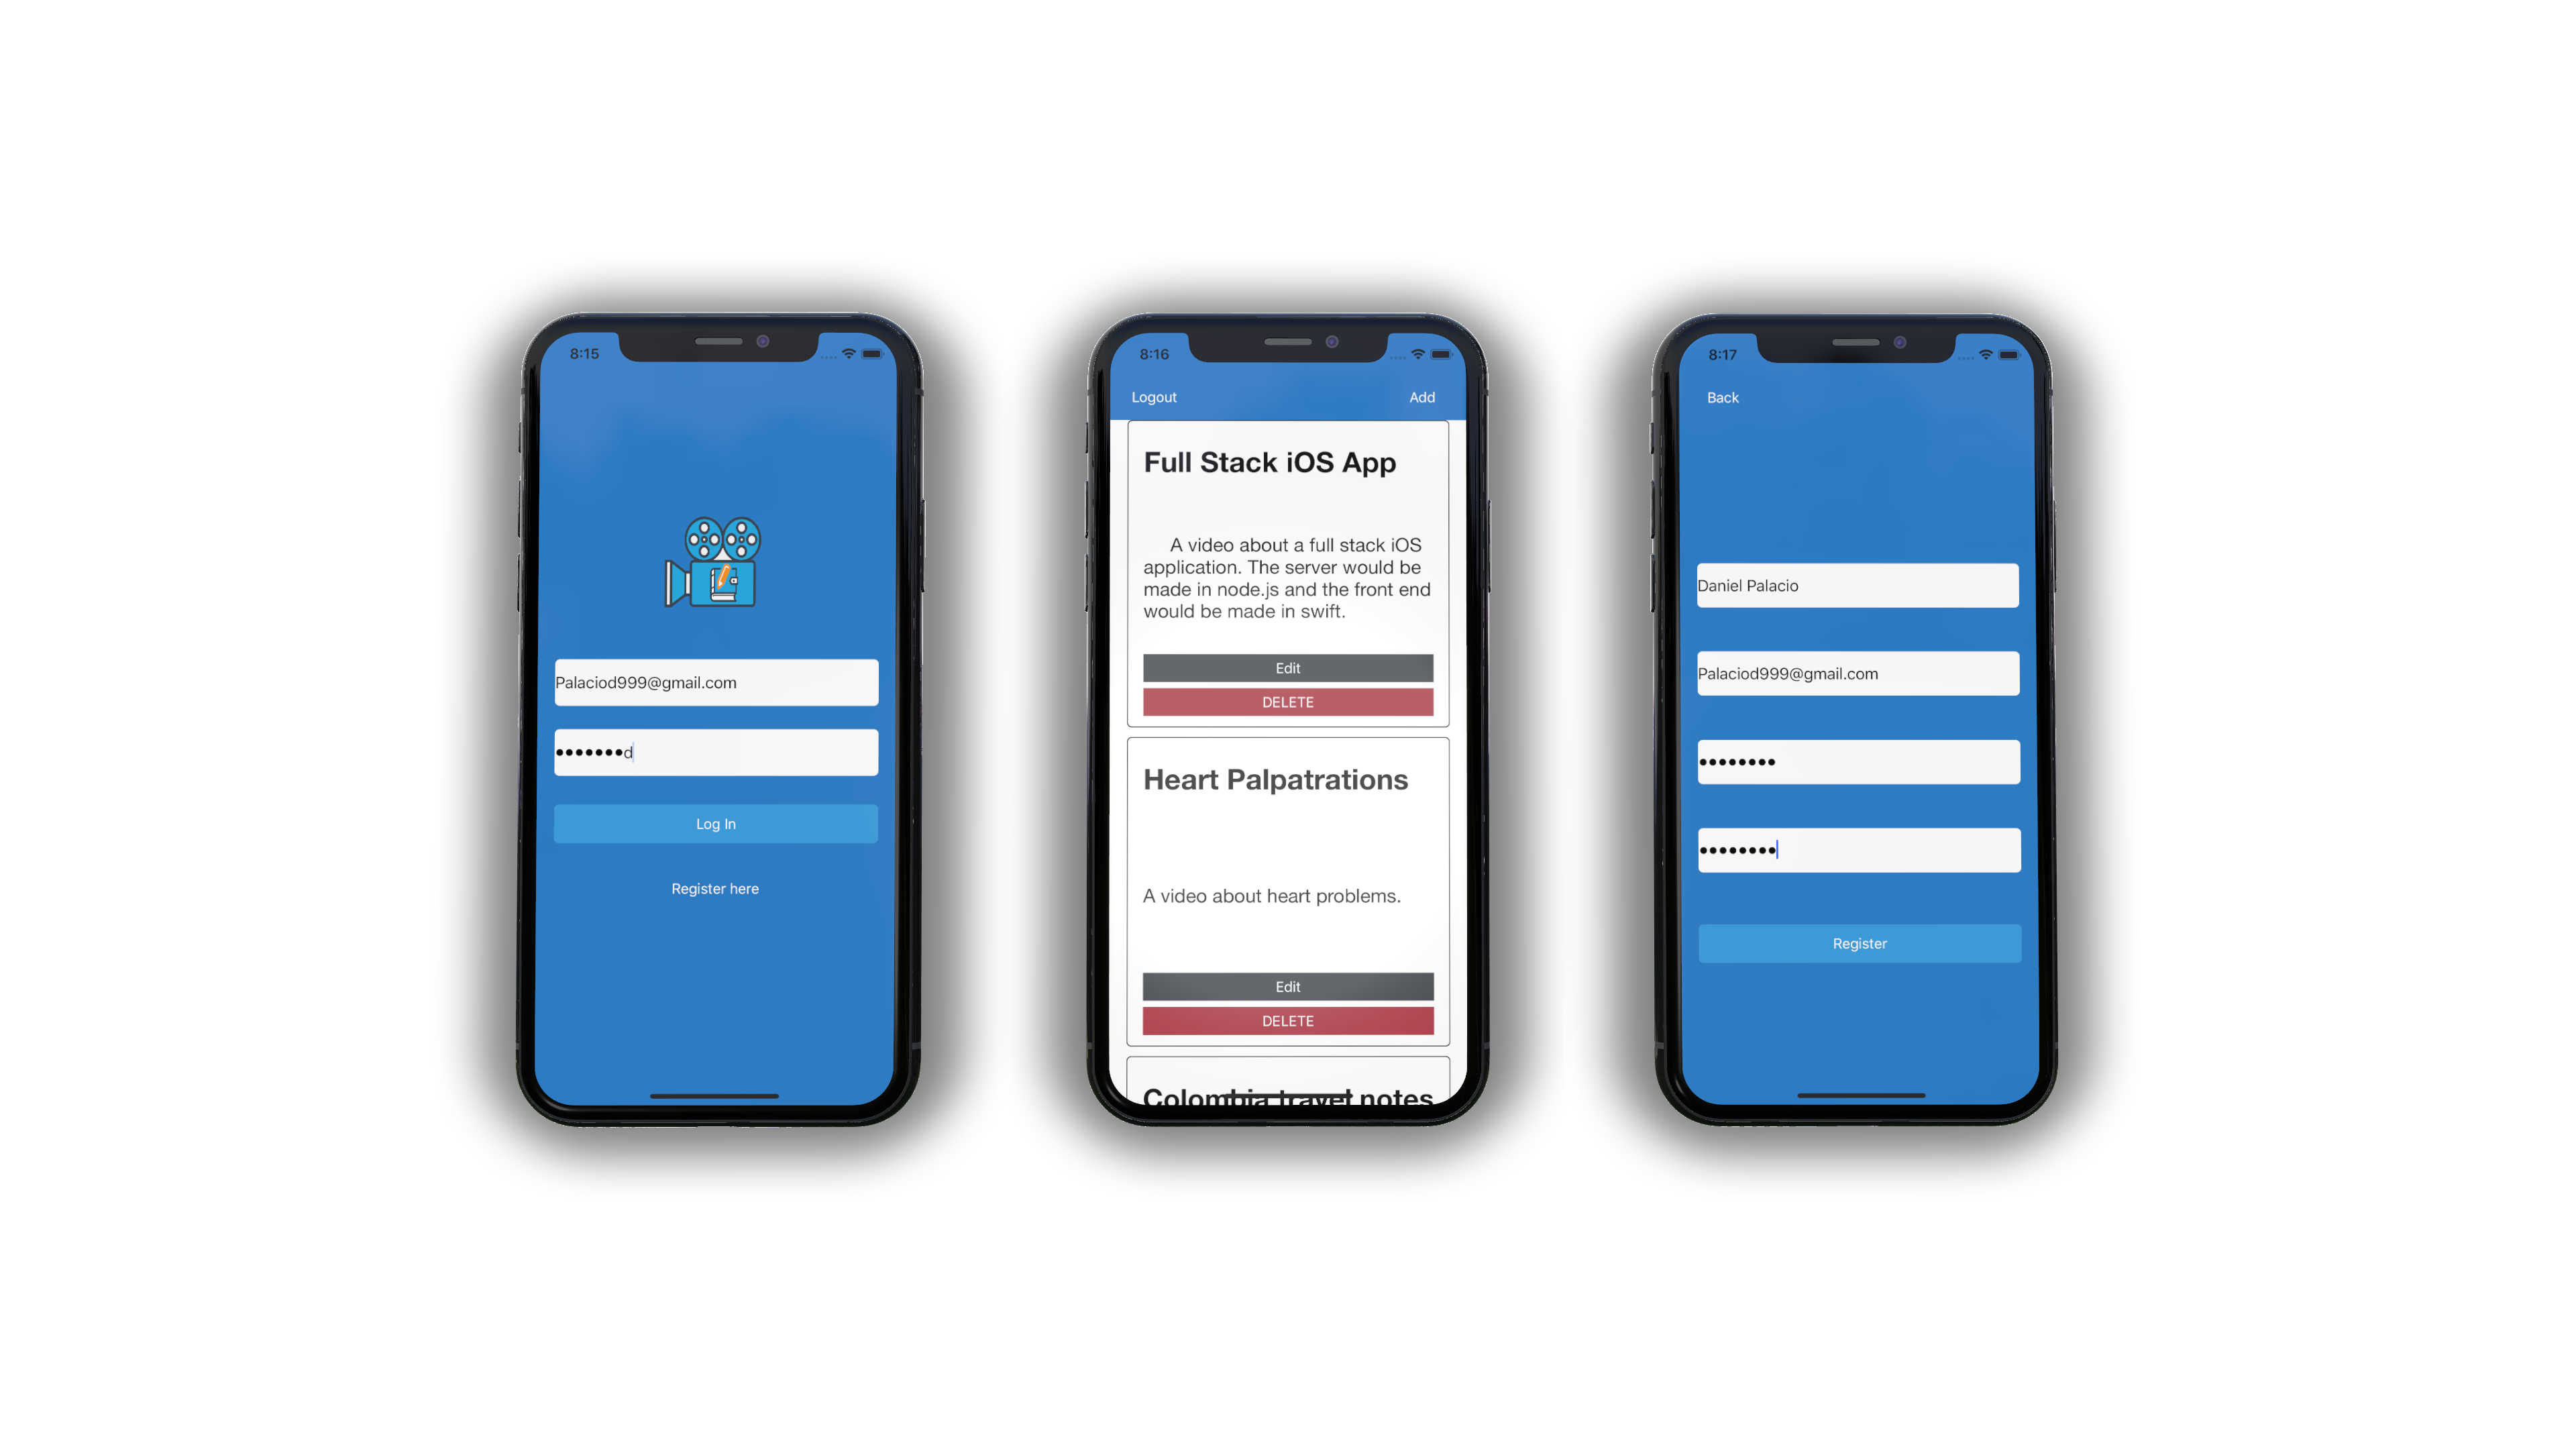 8:15
Palaciod999@gmail.com
•••••••d
Log In
Register here
8:16
Logout
Add
Full Stack iOS App
A video about a full stack iOS
application. The server would be
made in node.js and the front end
would be made in swift.
Edit
DELETE
Heart Palpatrations
A video about heart problems.
Edit
DELETE
Colombia travel notes
8:17
Back
Daniel Palacio
Palaciod999@gmail.com
••••••••
••••••••
Register